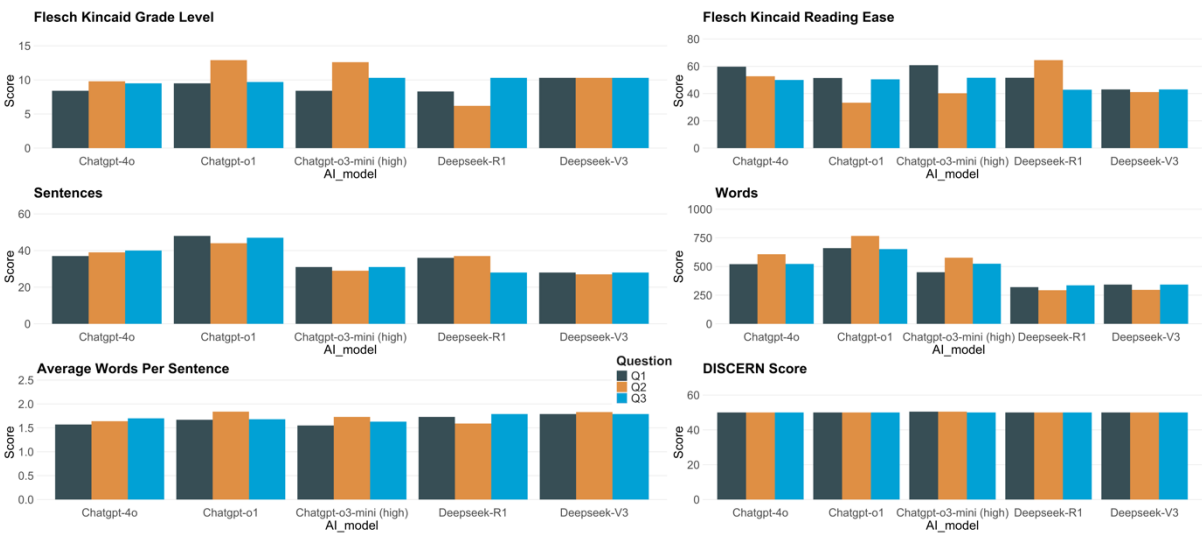 Flesch Kincaid Grade Level
Score
15
10
5
0
Chatgpt-4o Chatgpt-o1 Chatgpt-o3-mini (high) Deepseek-R1 Deepseek-V3
AI_model
Flesch Kincaid Reading Ease
Score
80
60
40
20
0
Chatgpt-4o Chatgpt-o1 Chatgpt-o3-mini (high) Deepseek-R1 Deepseek-V3
AI_model
Sentences
Score
60
40
20
0
Chatgpt-4o Chatgpt-o1 Chatgpt-o3-mini (high) Deepseek-R1 Deepseek-V3
AI_model
Words
Score
1000
750
500
250
0
Chatgpt-4o Chatgpt-o1 Chatgpt-o3-mini (high) Deepseek-R1 Deepseek-V3
AI_model
Average Words Per Sentence
Score
2.5
2.0
1.5
1.0
0.5
0.0
Chatgpt-4o Chatgpt-o1 Chatgpt-o3-mini (high) Deepseek-R1 Deepseek-V3
AI_model
Question
Q1
Q2
Q3
DISCERN Score
Score
60
40
20
0
Chatgpt-4o Chatgpt-o1 Chatgpt-o3-mini (high) Deepseek-R1 Deepseek-V3
AI_model